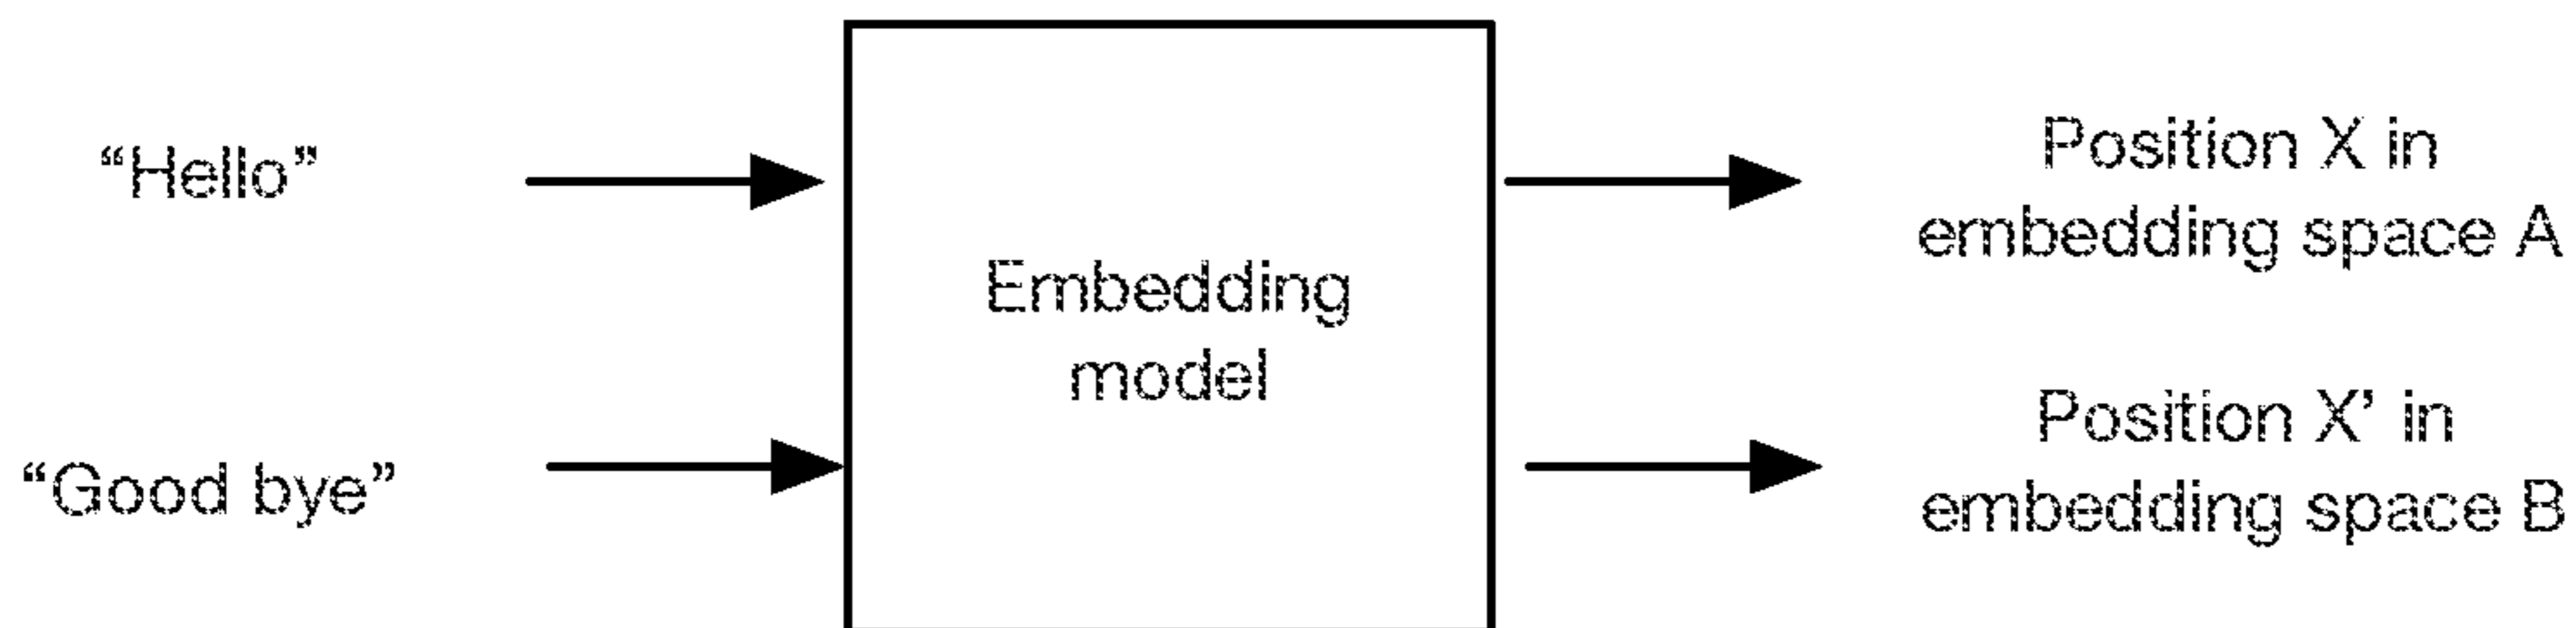 “Hello”
“Good bye”
Embedding
model
Position X in
embedding space A
Position X’ in
embedding space B